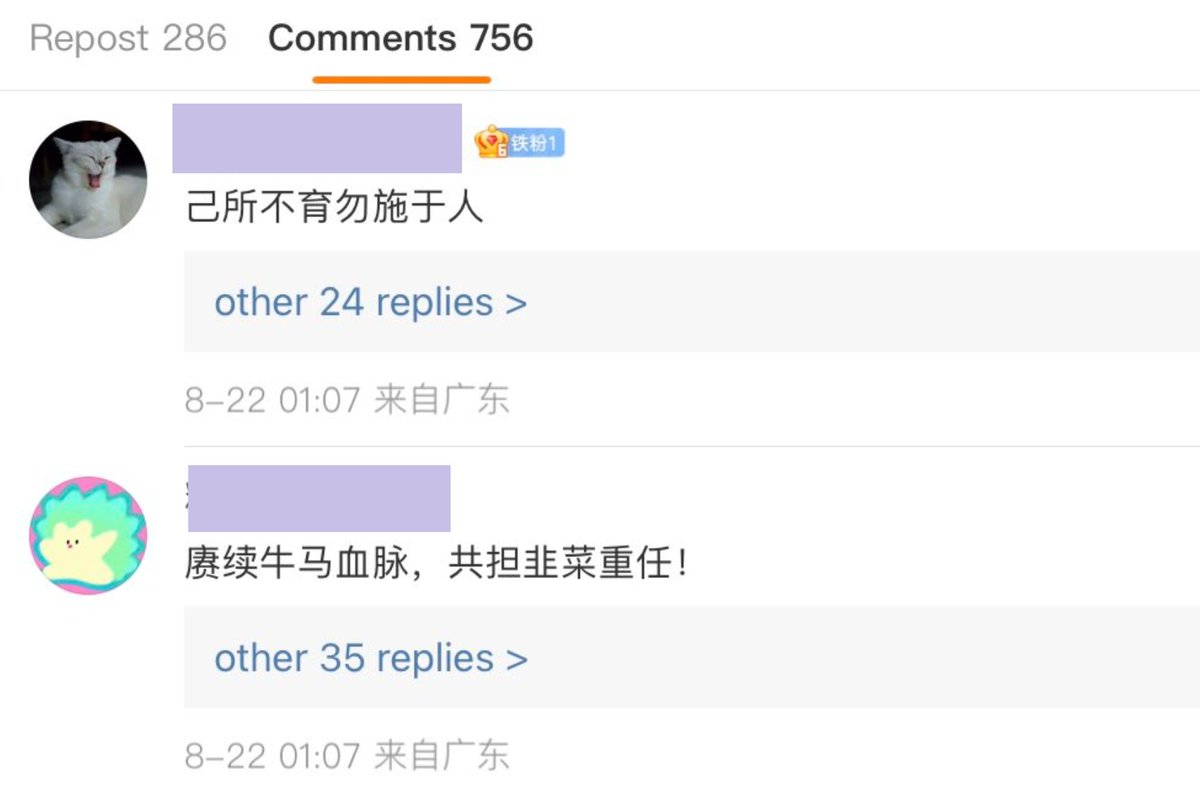 Repost 286 Comments 756
铁粉1
6
己所不育勿施于人
other 24 replies >
8-22 01:07 来自广东
赓续牛马血脉，共担韭菜重任！
other 35 replies >
8-22 01:07 来自广东